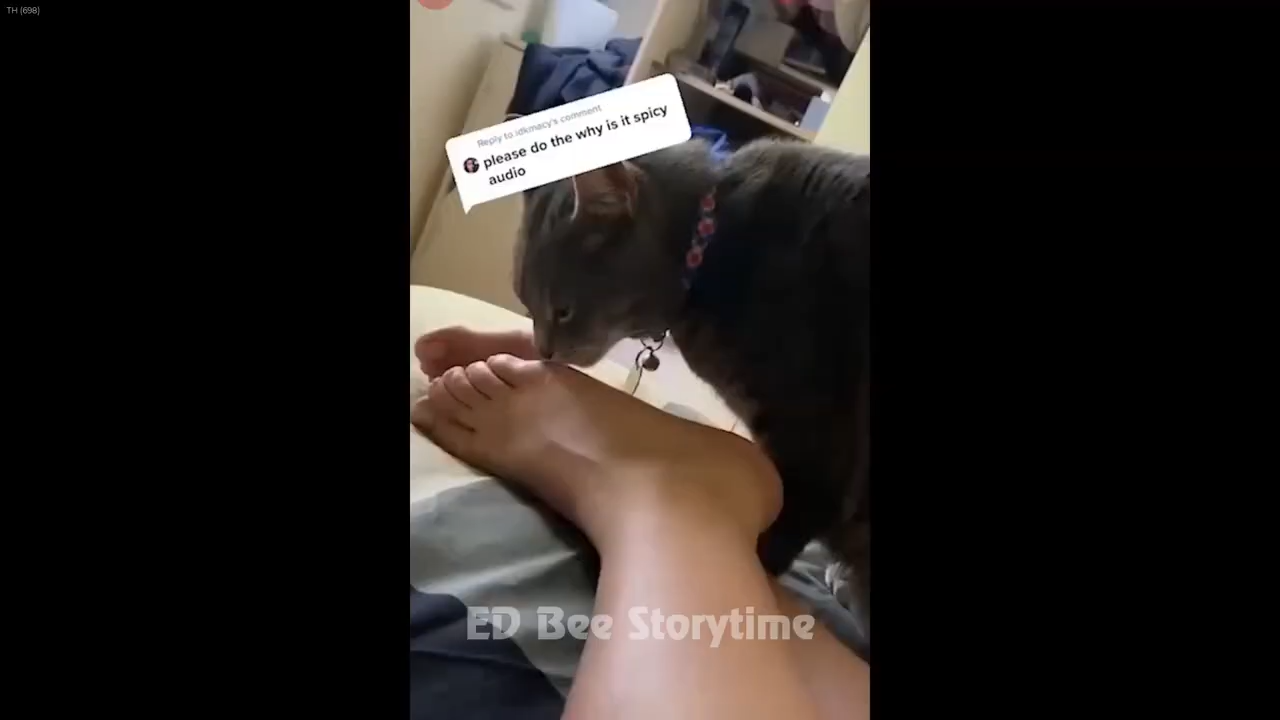 TH (698)
Reply to idkmacy's comment
please do the why is it spicy
audio
ED Bee Storytime